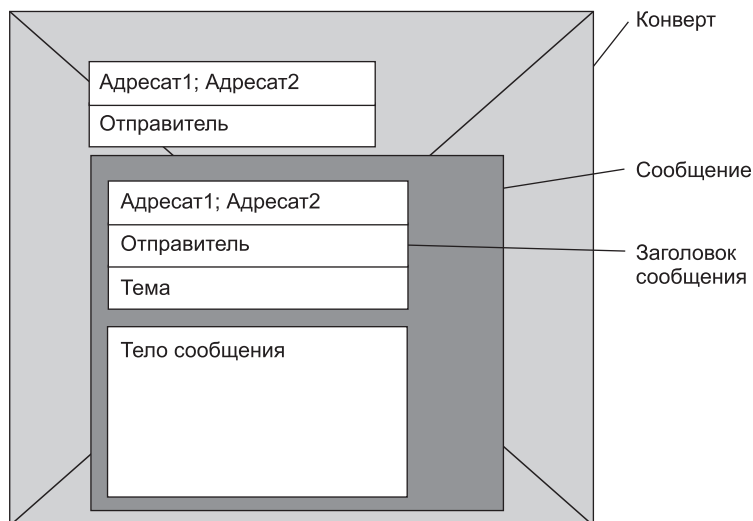 Конверт
Адресат1; Адресат2
Отправитель
Сообщение
Адресат1; Адресат2
Отправитель
Заголовок
сообщения
Тема
Тело сообщения